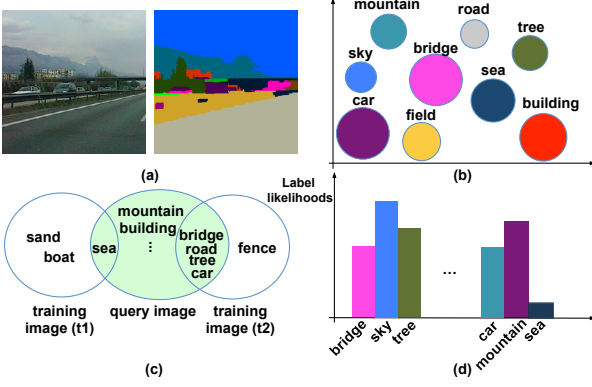 mountain
road
tree
sky
bridge
sea
car
field
building
(a)
(b)
Label
likelihoods
mountain
building
⋮
sand
boat
sea
bridge
road
tree
car
fence
training
image (t1)
query image
training
image (t2)
...
bridge
sky
tree
car
mountain
sea
(c)
(d)